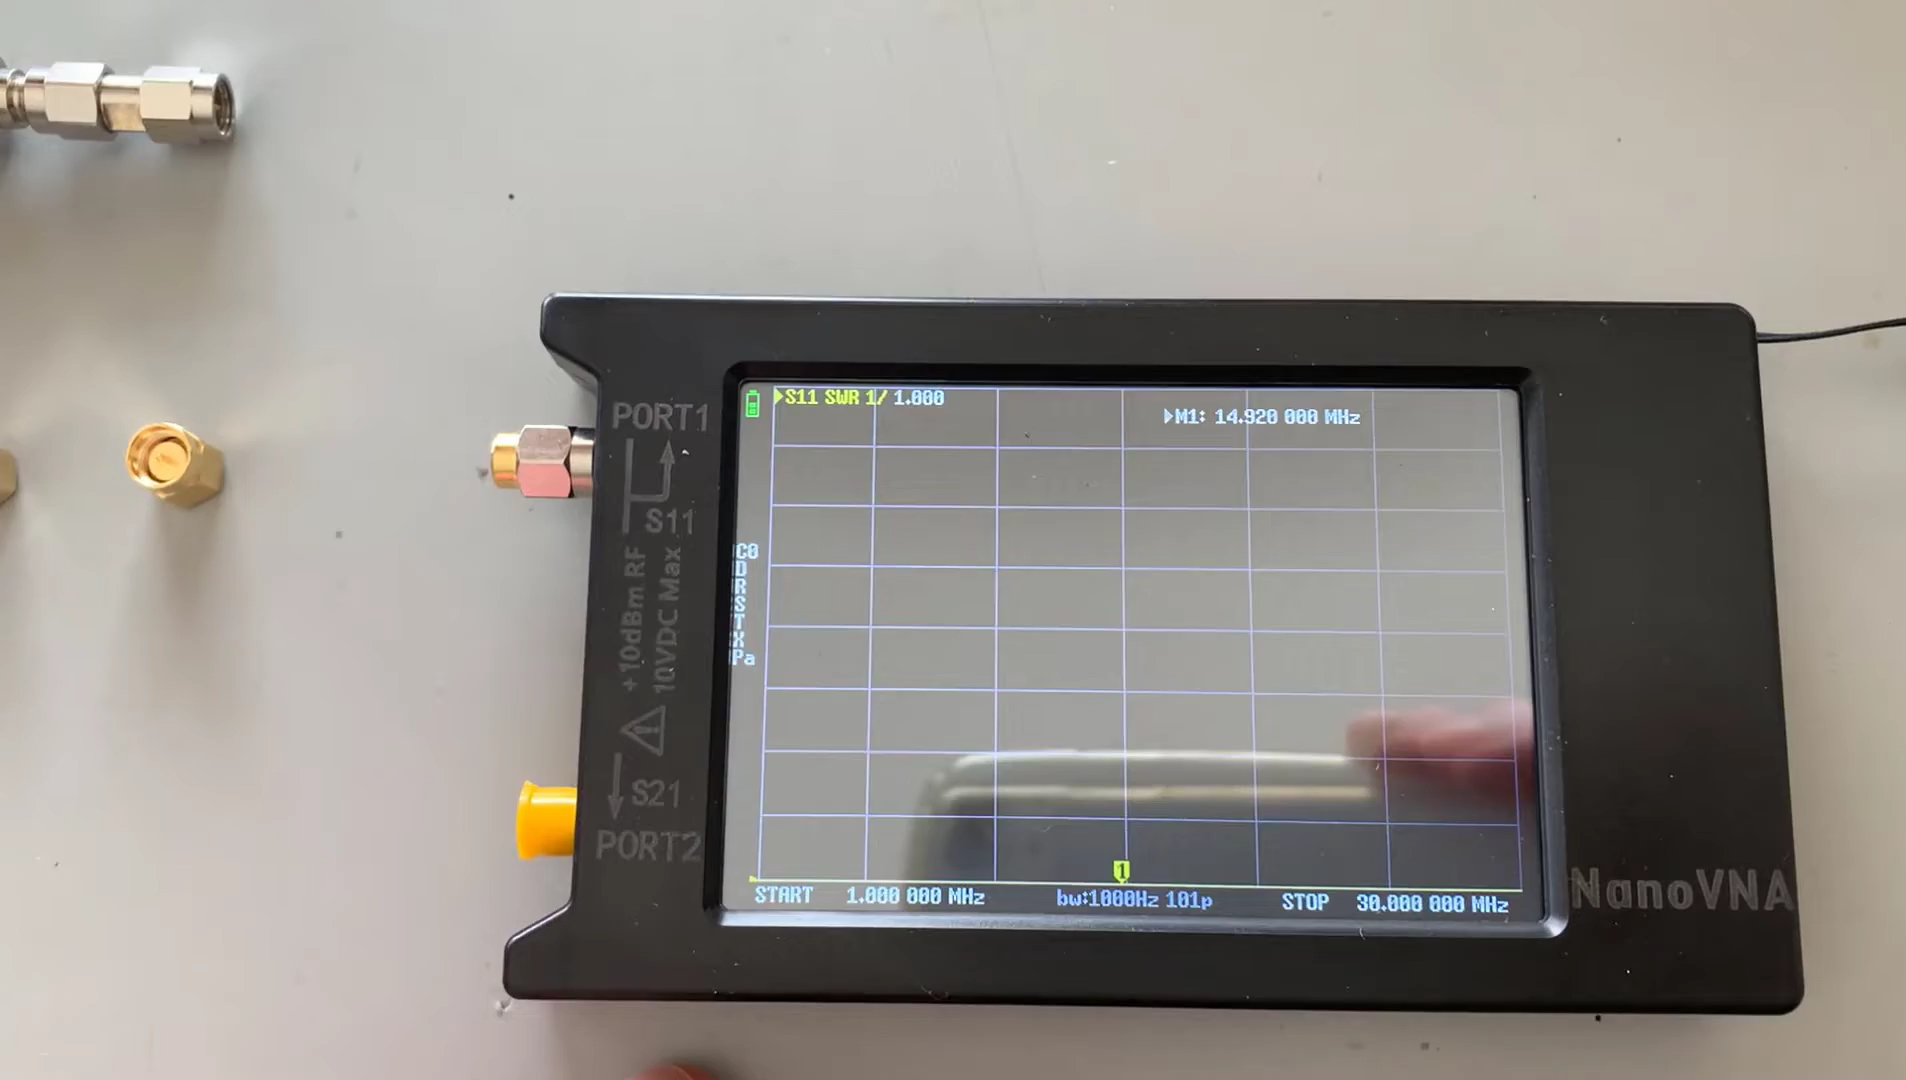 PORT1
S11
+10dBm RF
10VDC Max
S21
PORT2
S11 SWR 1/ 1.000
M1: 14.920 000 MHz
C0
D
R
S
T
X
Pa
1
START 1.000 000 MHz
bw:1000Hz 101p
STOP 30.000 000 MHz
NanoVNA